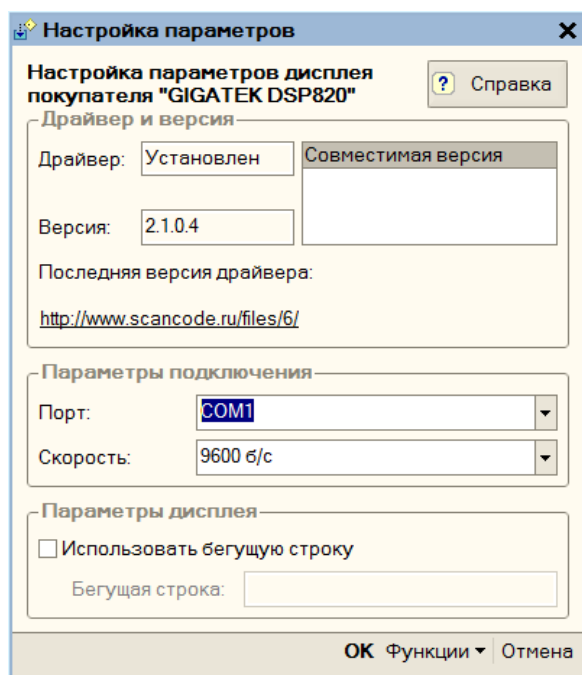 Настройка параметров
Настройка параметров дисплея
покупателя "GIGATEK DSP820"
? Справка
Драйвер и версия
Драйвер: Установлен
Совместимая версия
Версия: 2.1.0.4
Последняя версия драйвера:
http://www.scancode.ru/files/6/
Параметры подключения
Порт: COM1
Скорость: 9600 б/с
Параметры дисплея
Использовать бегущую строку
Бегущая строка:
OK Функции Отмена